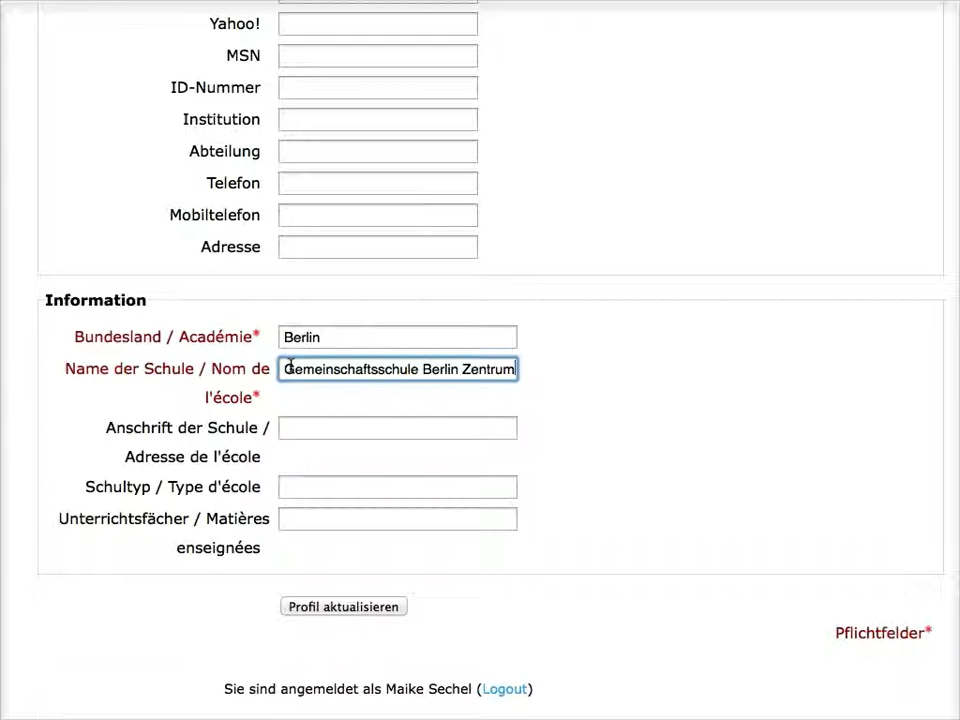 Yahoo!
MSN
ID-Nummer
Institution
Abteilung
Telefon
Mobiltelefon
Adresse
Information
Bundesland / Académie* Berlin
Name der Schule / Nom de Gemeinschaftsschule Berlin Zentrum
l'école*
Anschrift der Schule /
Adresse de l'école
Schultyp / Type d'école
Unterrichtsfächer / Matières
enseignées
Profil aktualisieren
Pflichtfelder*
Sie sind angemeldet als Maike Sechel (Logout)